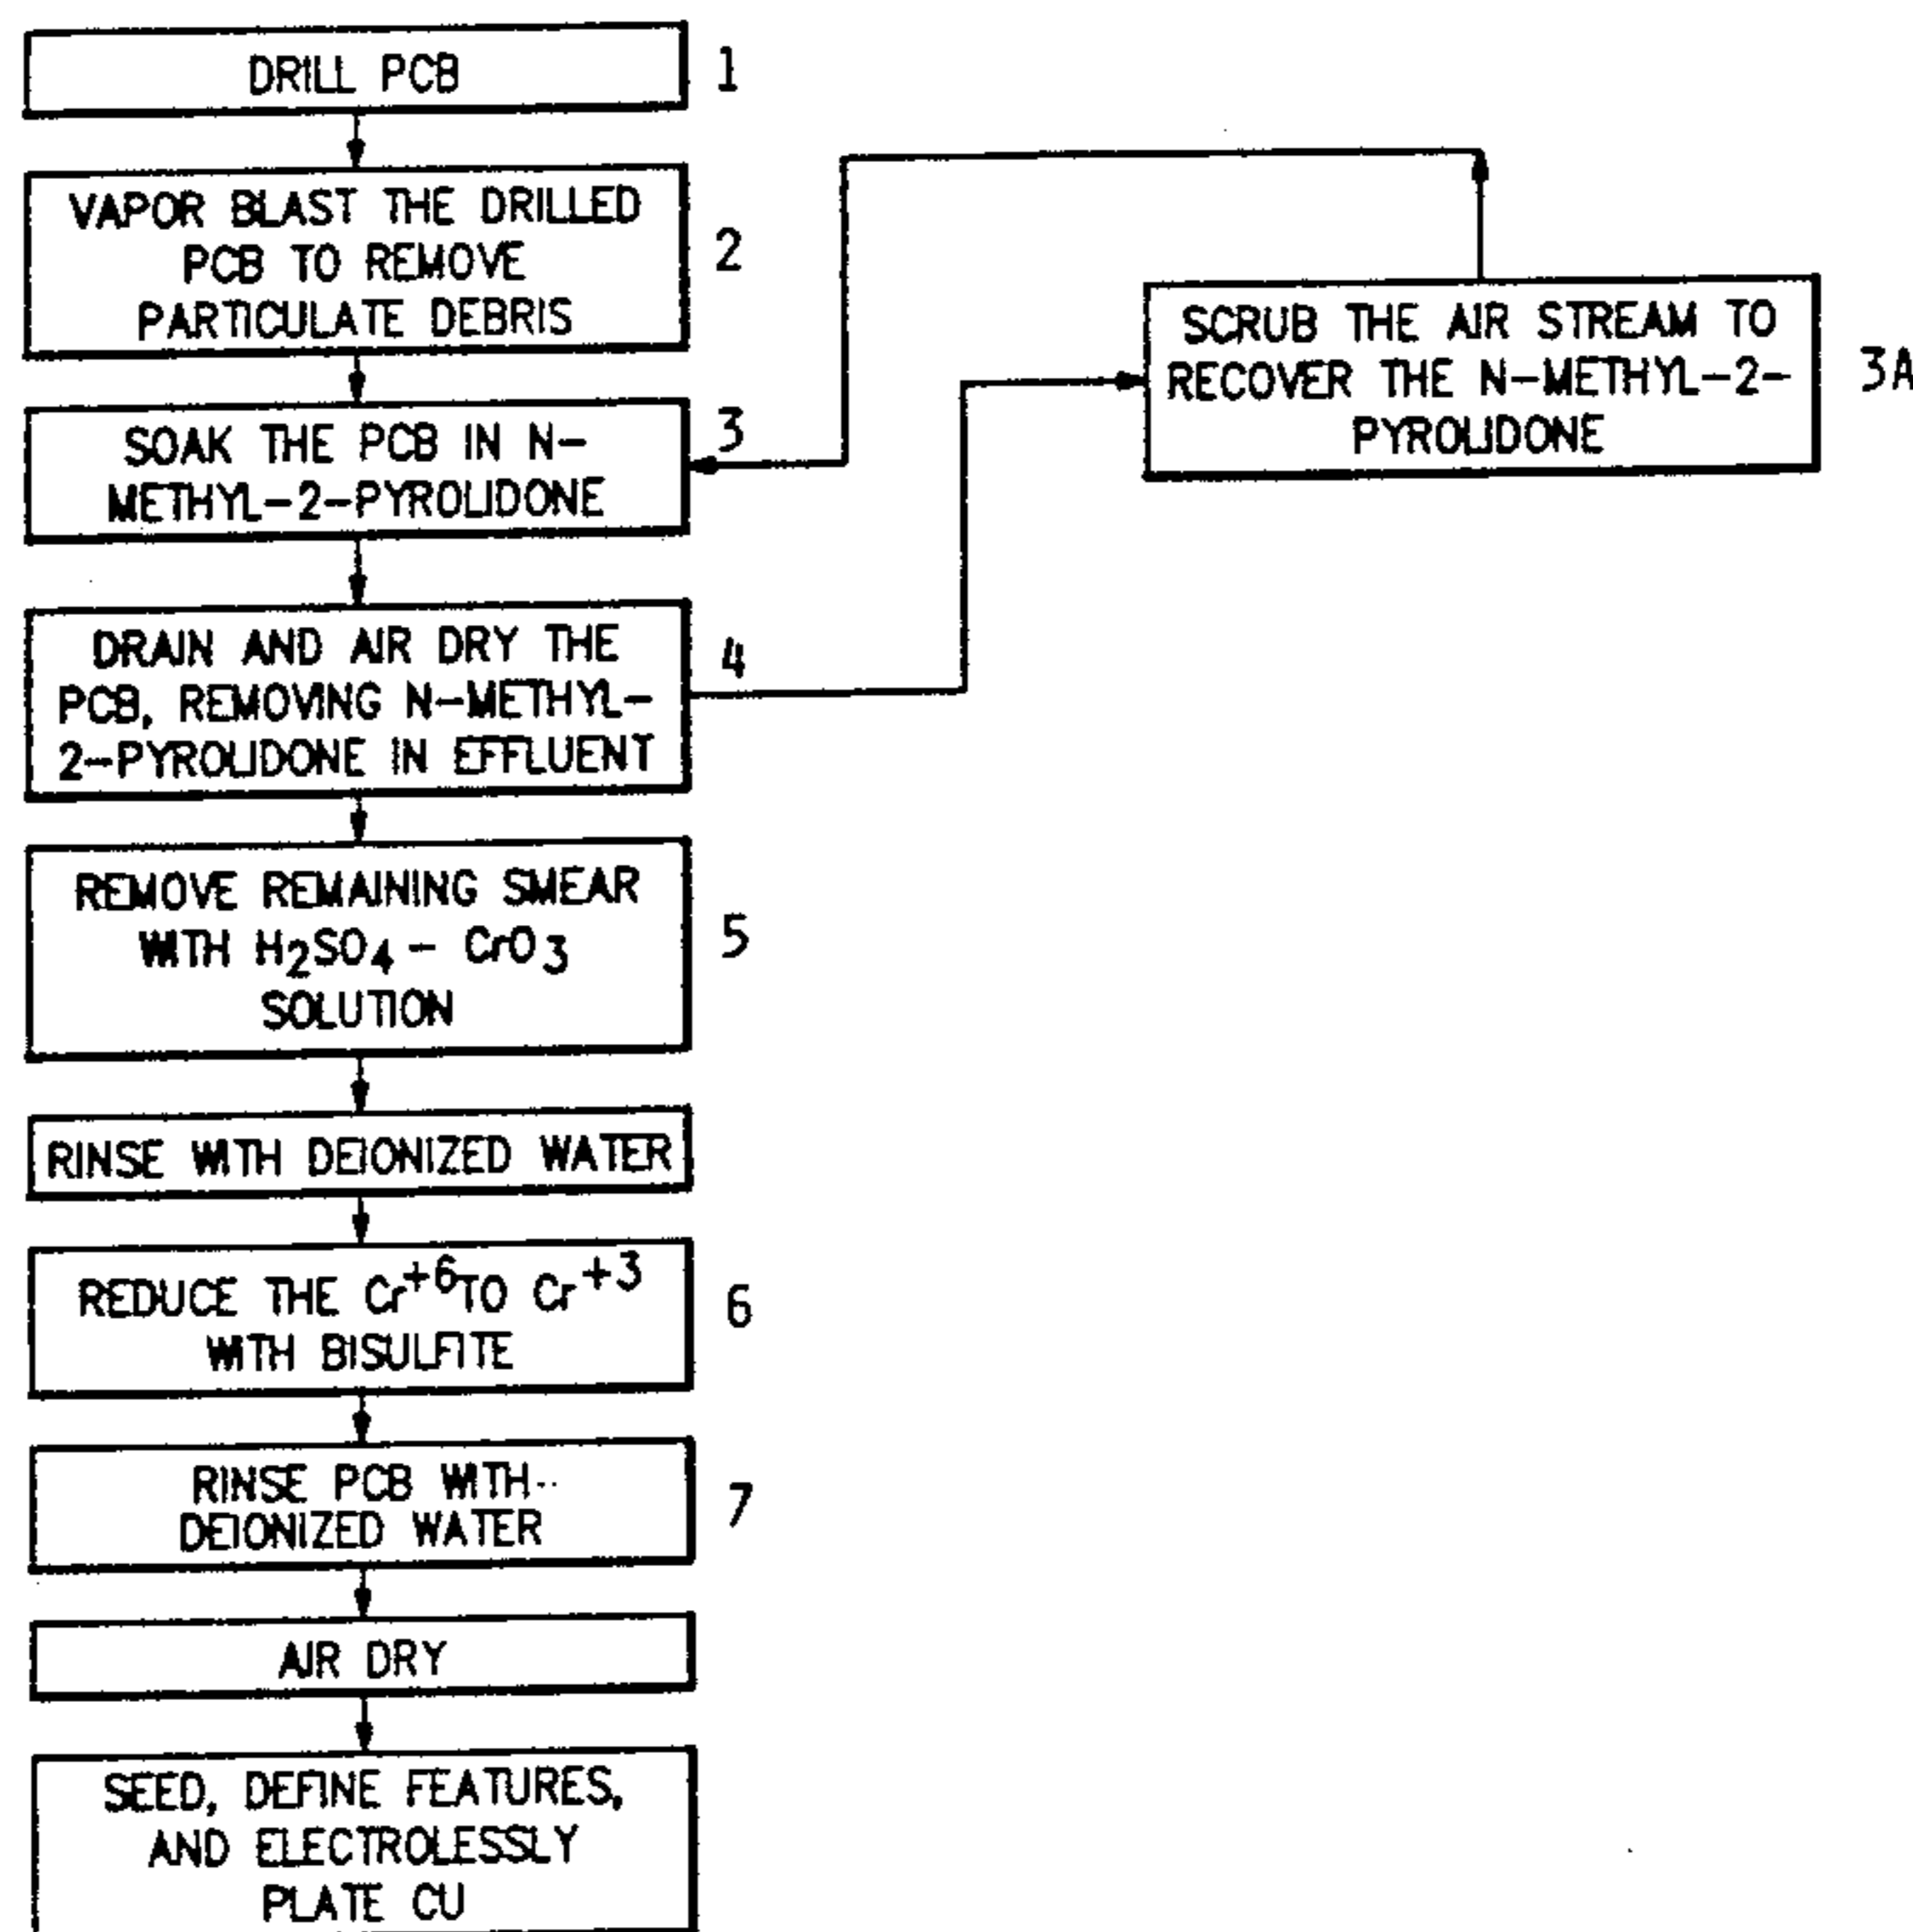 DRILL PCB
1
VAPOR BLAST THE DRILLED
PCB TO REMOVE
PARTICULATE DEBRIS
2
SOAK THE PCB IN N-
METHYL-2-PYROLIDONE
3
SCRUB THE AIR STREAM TO
RECOVER THE N-METHYL-2-
PYROLIDONE
3A
DRAIN AND AIR DRY THE
PCB, REMOVING N-METHYL-
2-PYROLIDONE IN EFFLUENT
4
REMOVE REMAINING SMEAR
WITH H₂SO₄ - CrO₃
SOLUTION
5
RINSE WITH DEIONIZED WATER
REDUCE THE Cr⁺⁶ TO Cr⁺³
WITH BISULFITE
6
RINSE PCB WITH
DEIONIZED WATER
7
AIR DRY
SEED, DEFINE FEATURES,
AND ELECTROLESSLY
PLATE CU